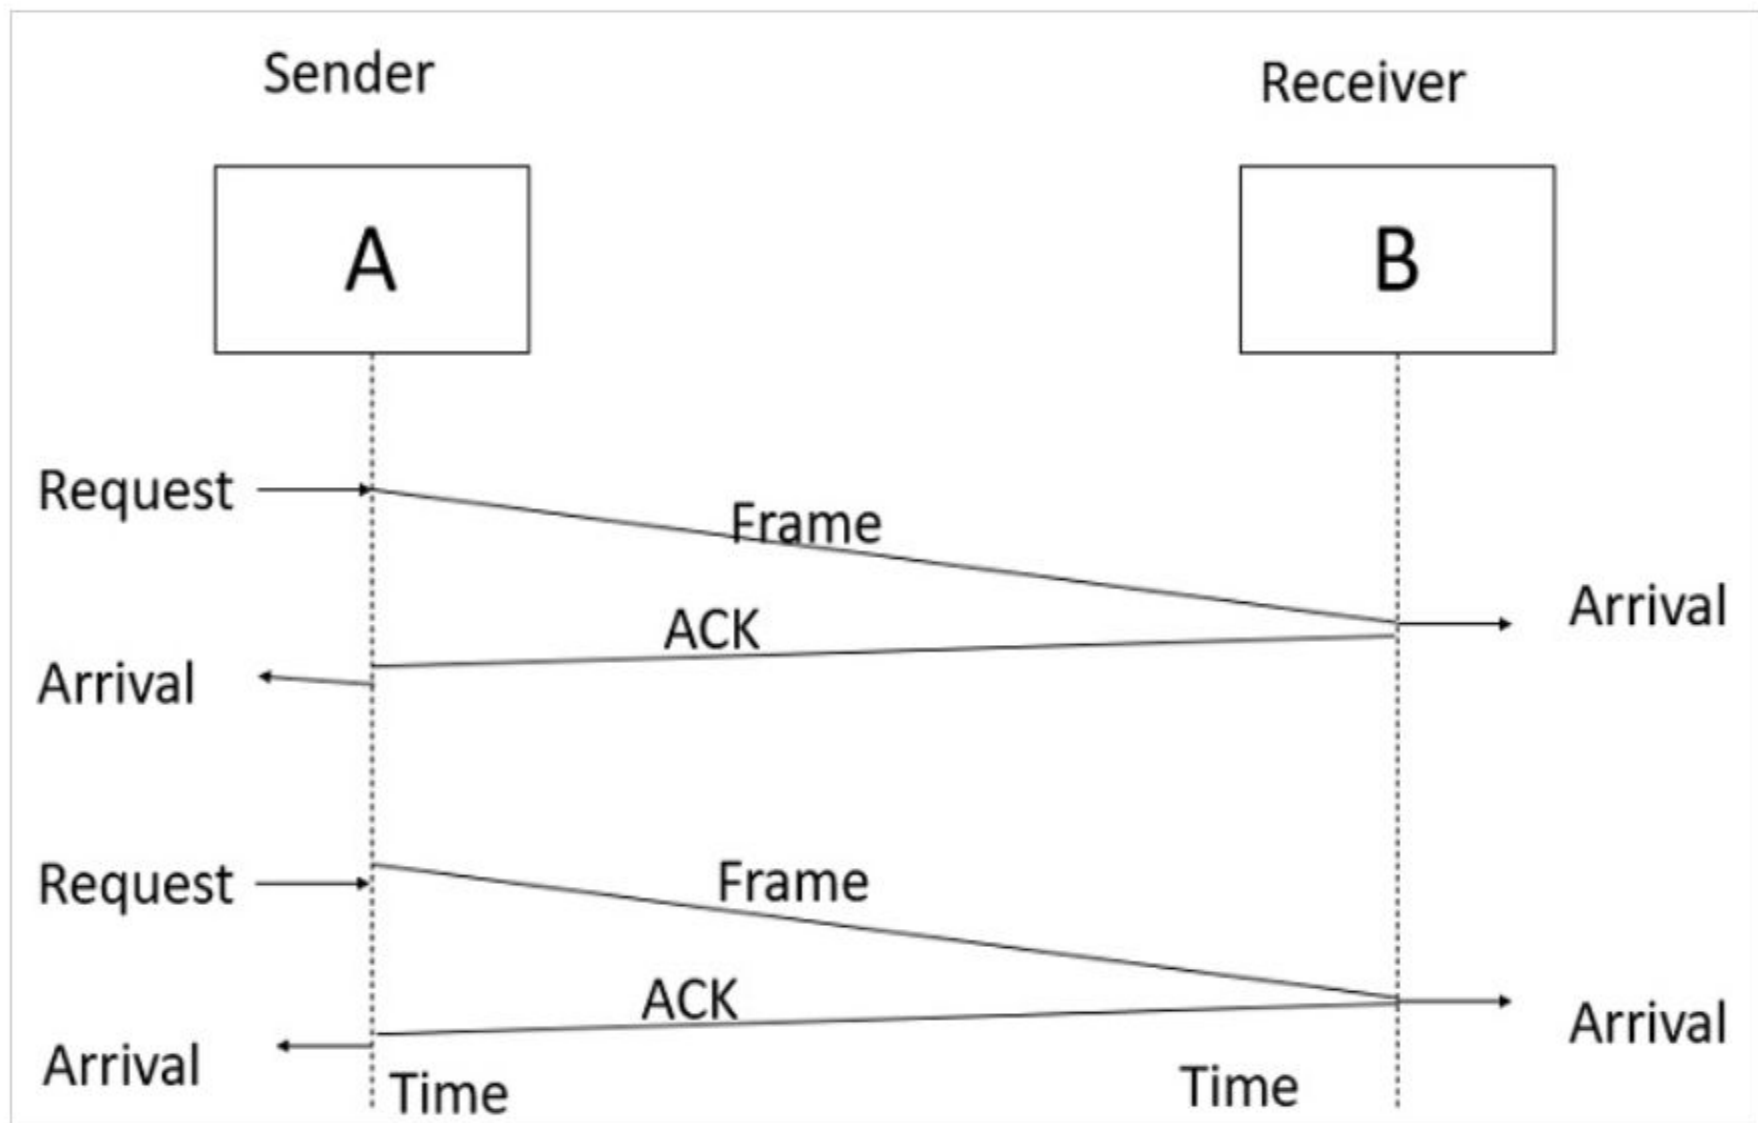 Sender
Receiver
A
B
Request
Frame
Arrival
ACK
Arrival
Request
Frame
ACK
Arrival
Arrival
Time
Time